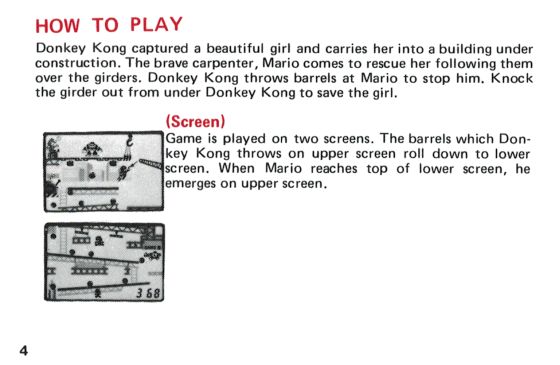 HOW TO PLAY
Donkey Kong captured a beautiful girl and carries her into a building under
construction. The brave carpenter, Mario comes to rescue her following them
over the girders. Donkey Kong throws barrels at Mario to stop him. Knock
the girder out from under Donkey Kong to save the girl.
(Screen)
Game is played on two screens. The barrels which Don-
key Kong throws on upper screen roll down to lower
screen. When Mario reaches top of lower screen, he
emerges on upper screen.
368
4